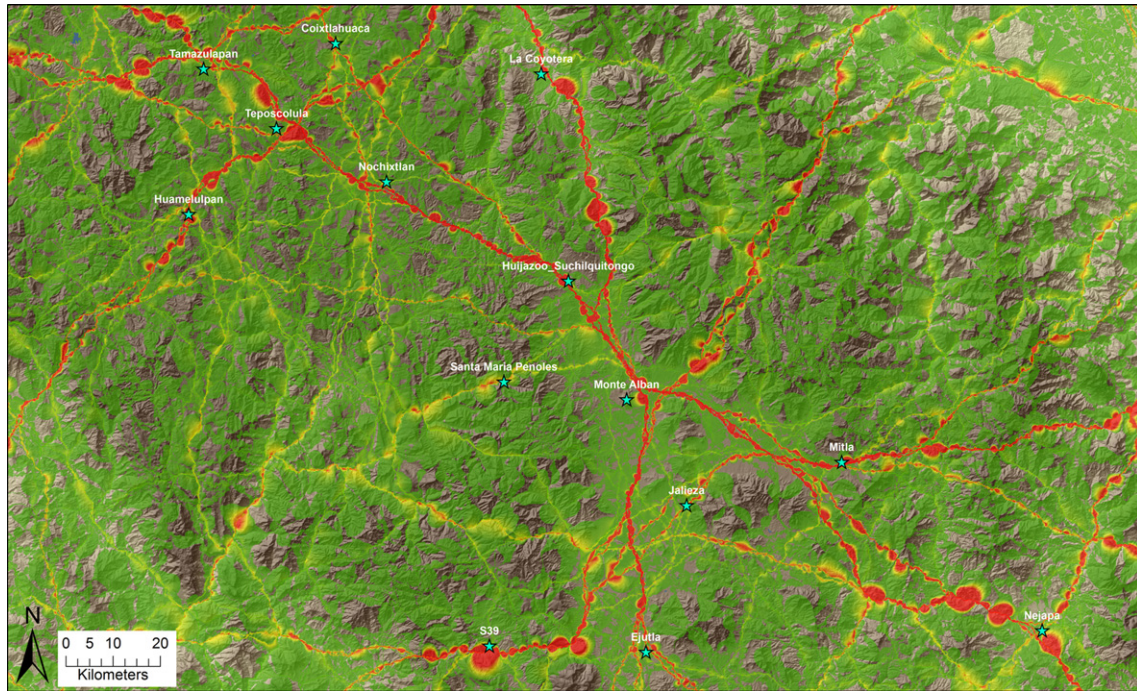 Coixtlahuaca
Tamazulapan
La Coyotera
Teposcolula
Nochixtlan
Huamelulpan
Huijazoo_Suchilquitongo
Santa Maria Penoles
Monte Alban
Mitla
Jalieza
N
0 5 10 20
Kilometers
S39
Ejutla
Nejapa